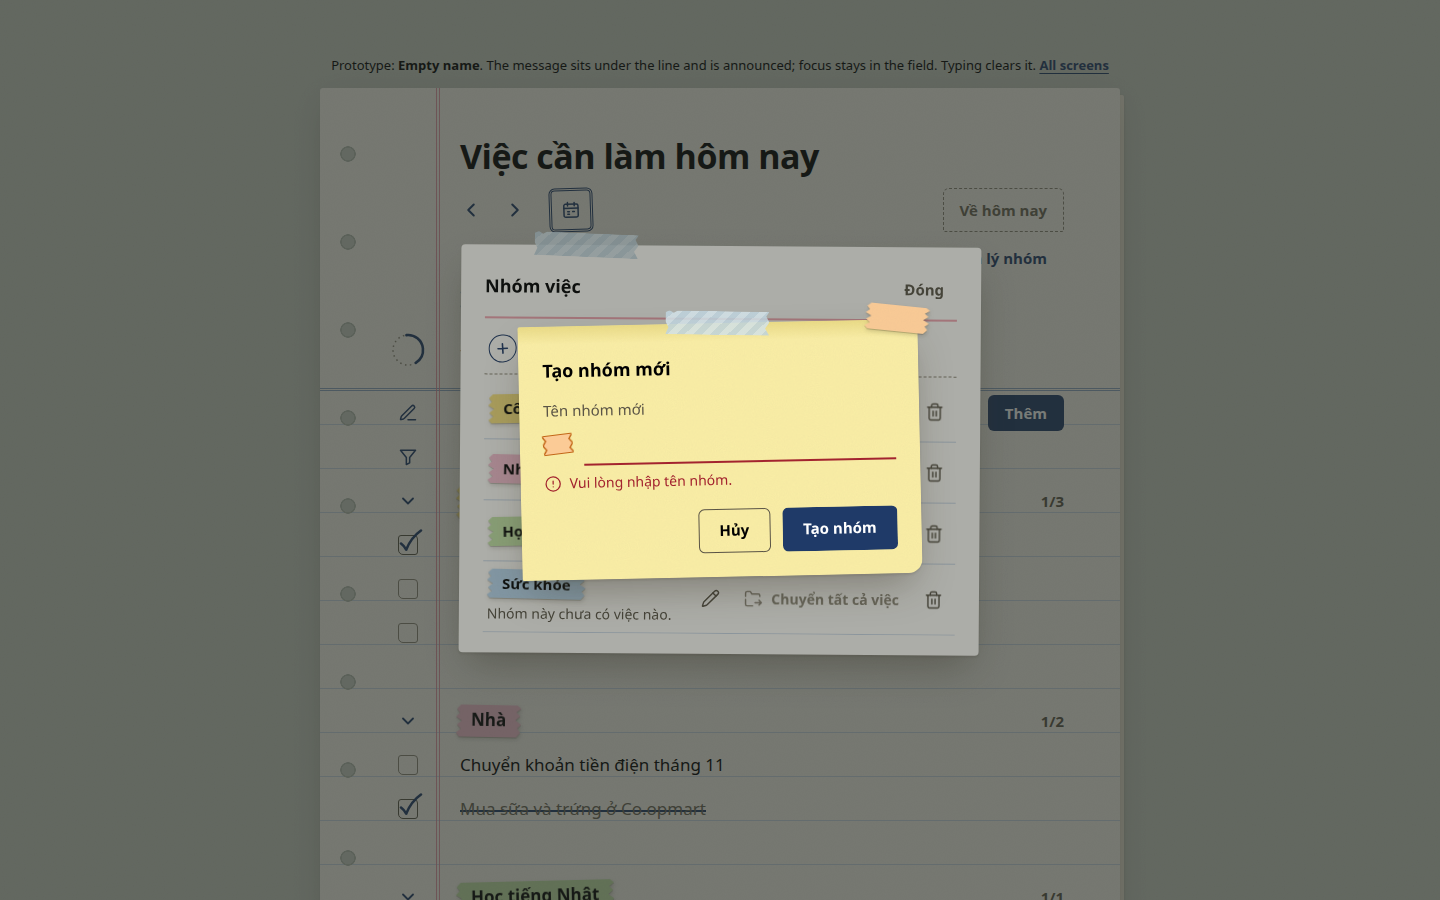 Prototype: Empty name. The message sits under the line and is announced; focus stays in the field. Typing clears it. All screens
Việc cần làm hôm nay
Về hôm nay
lý nhóm
Nhóm việc
Đóng
Tạo nhóm mới
Tên nhóm mới
Vui lòng nhập tên nhóm.
Hủy
Tạo nhóm
Thêm
1/3
Sức khỏe
Chuyển tất cả việc
Nhóm này chưa có việc nào.
Nhà
1/2
Chuyển khoản tiền điện tháng 11
Mua sữa và trứng ở Co.opmart
Học tiếng Nhật
1/1